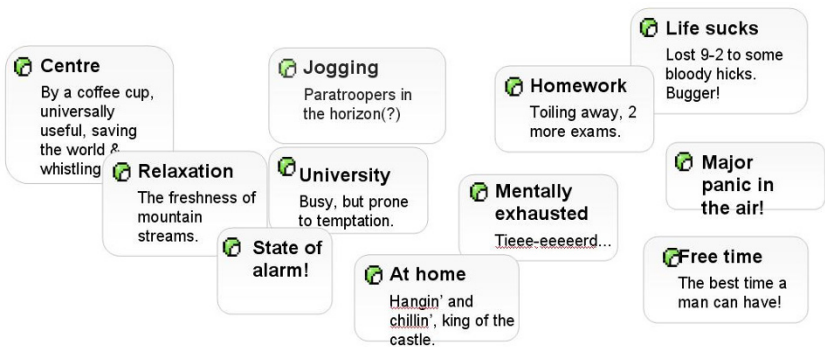 Centre
By a coffee cup,
universally
useful, saving
the world &
whistling
Jogging
Paratroopers in
the horizon(?)
Homework
Toiling away, 2
more exams.
Life sucks
Lost 9-2 to some
bloody hicks.
Bugger!
Relaxation
The freshness of
mountain
streams.
University
Busy, but prone
to temptation.
Mentally
exhausted
Tieee-eeeeerd...
Major
panic in
the air!
State of
alarm!
At home
Hangin' and
chillin', king of the
castle.
Free time
The best time a
man can have!